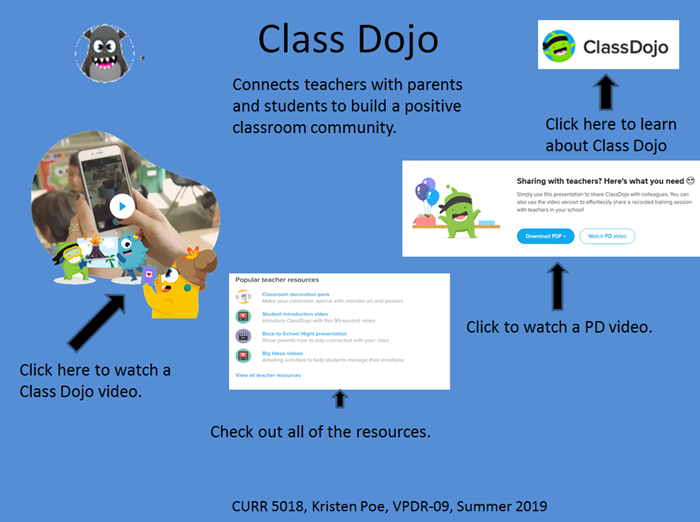 Class Dojo
ClassDojo
Connects teachers with parents
and students to build a positive
classroom community.
Click here to learn
about Class Dojo
Sharing with teachers? Here's what you need 😍
Simply use this presentation to share ClassDojo with colleagues. You can
also use the video version to effortlessly share a recorded training session
with teachers in your school!
Download PDF
Watch PD video
Click to watch a PD video.
Popular teacher resources
Classroom decoration pack
Make your classroom special with monster art and posters
Student introduction video
Introduce ClassDojo with this 90-second video
Back-to-School Night presentation
Show parents how to stay connected with your class
Big Ideas videos
Amazing activities to help students manage their emotions
View all teacher resources
Click here to watch a
Class Dojo video.
Check out all of the resources.
CURR 5018, Kristen Poe, VPDR-09, Summer 2019